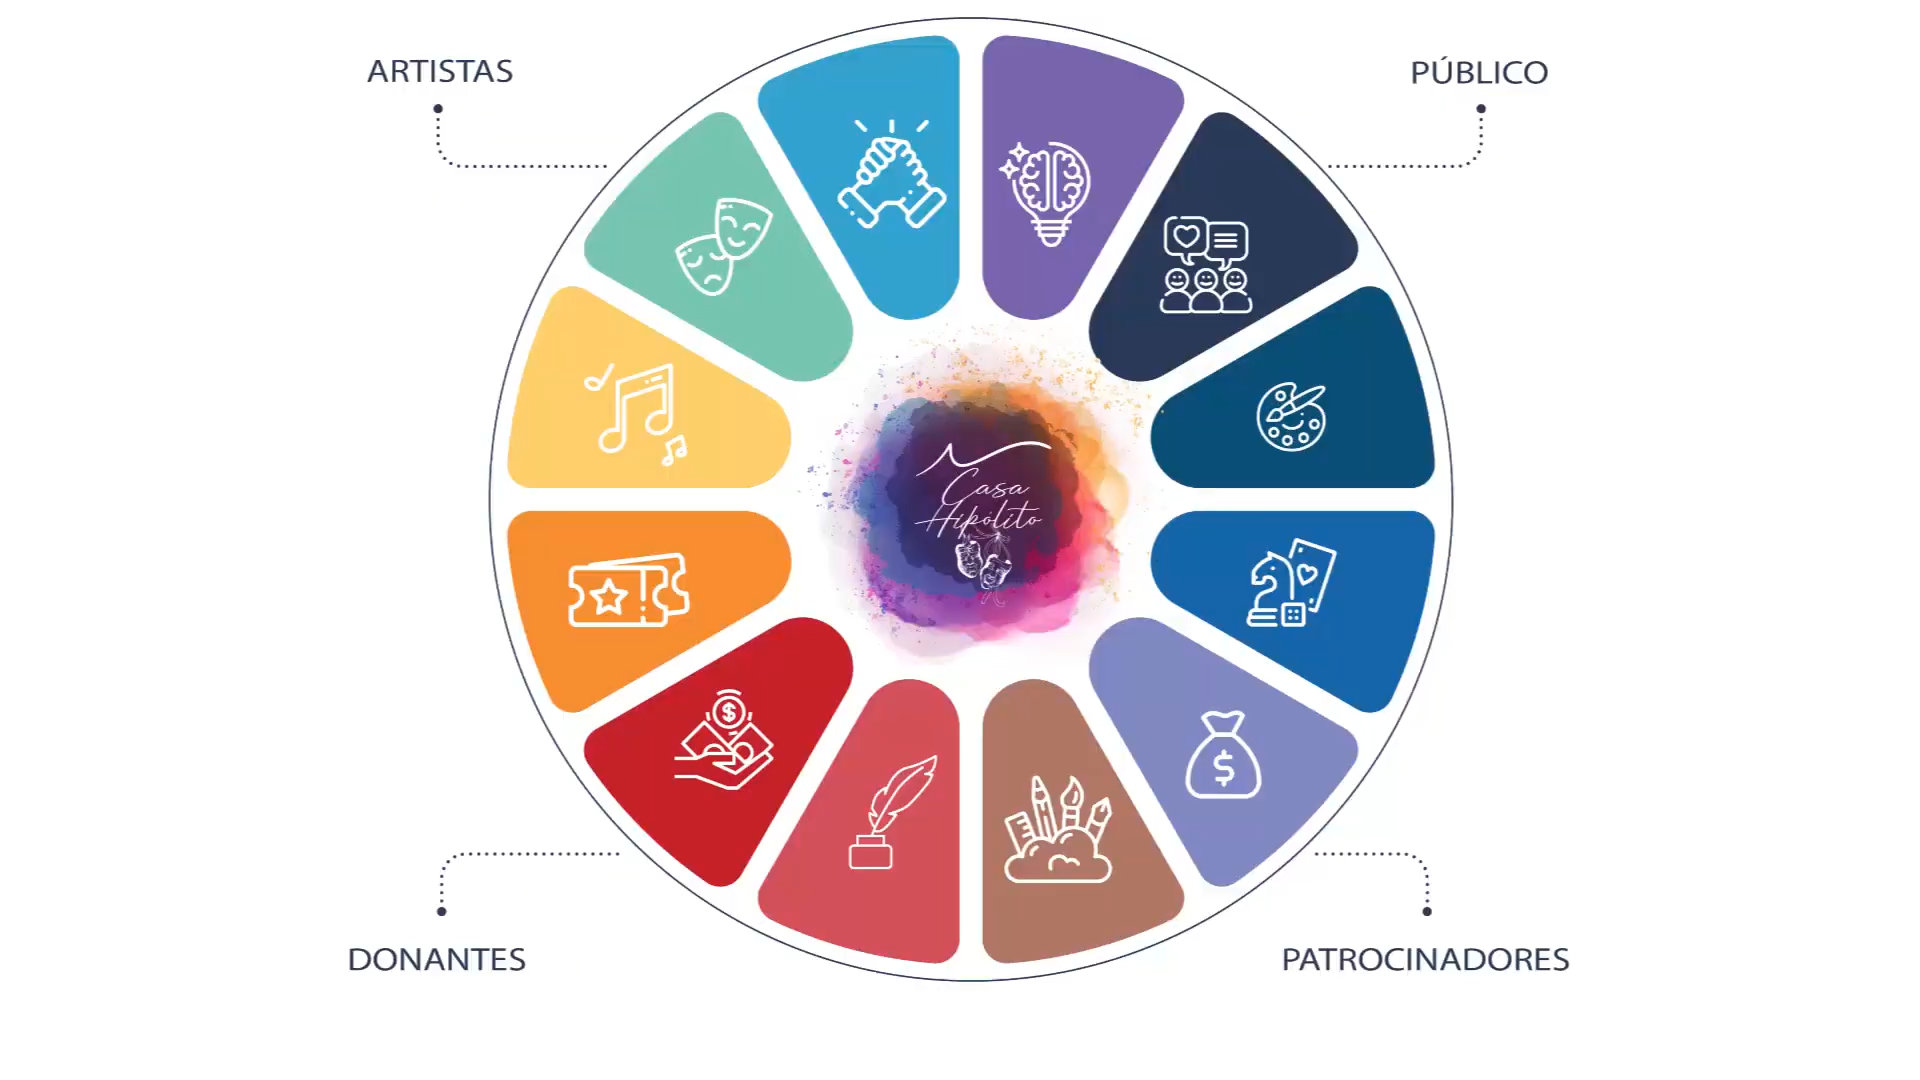 ARTISTAS
PÚBLICO
Casa
Hipólito
$
$
DONANTES
PATROCINADORES